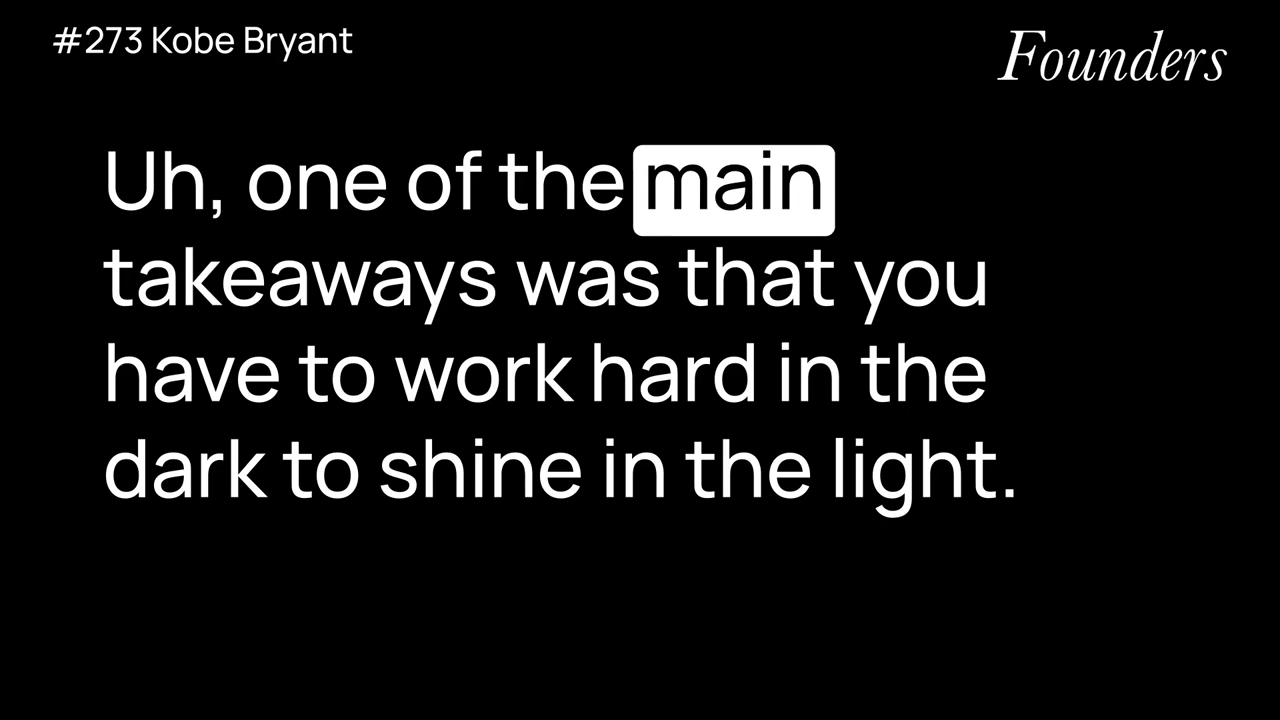 #273 Kobe Bryant
Founders
Uh, one of the main
takeaways was that you
have to work hard in the
dark to shine in the light.